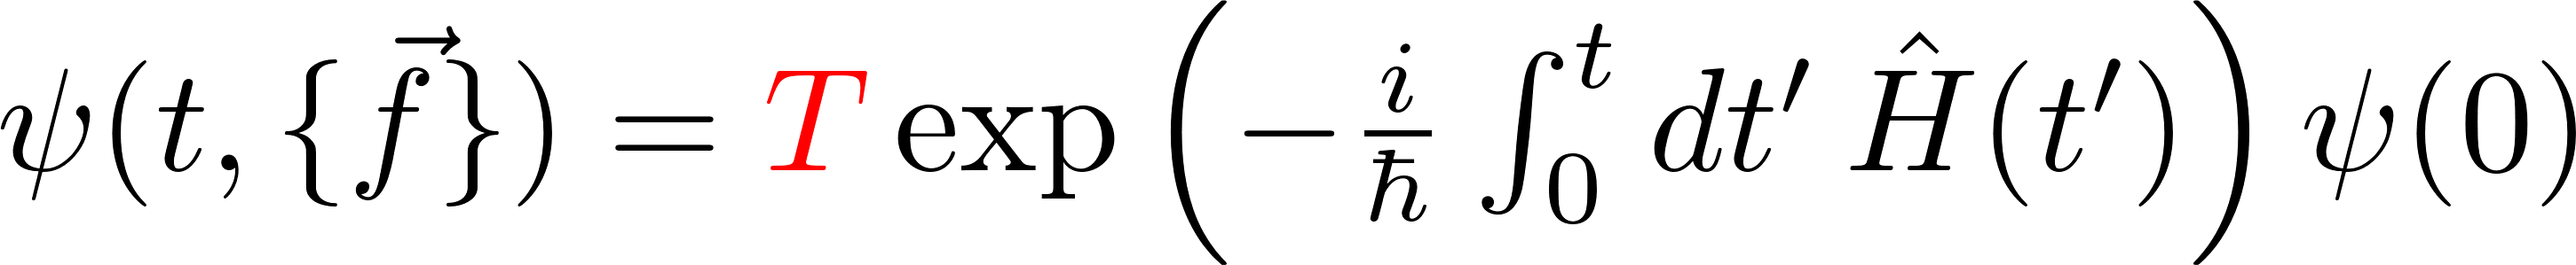 ψ(t, {f⃗}) = T exp (−i/ħ ∫₀ᵗ dt′ Ĥ(t′)) ψ(0)